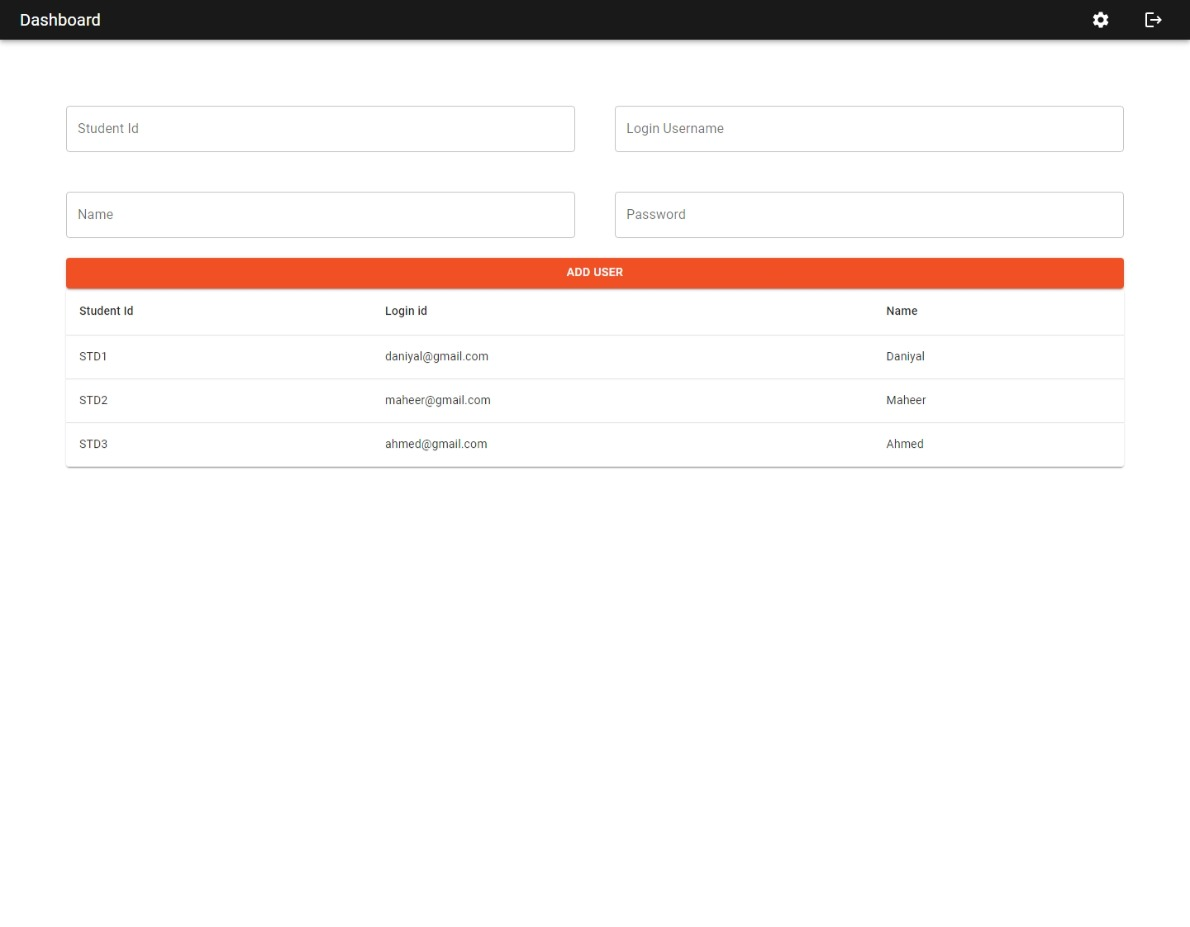 Dashboard
Student Id
Login Username
Name
Password
ADD USER
Student Id Login id Name
STD1 daniyal@gmail.com Daniyal
STD2 maheer@gmail.com Maheer
STD3 ahmed@gmail.com Ahmed